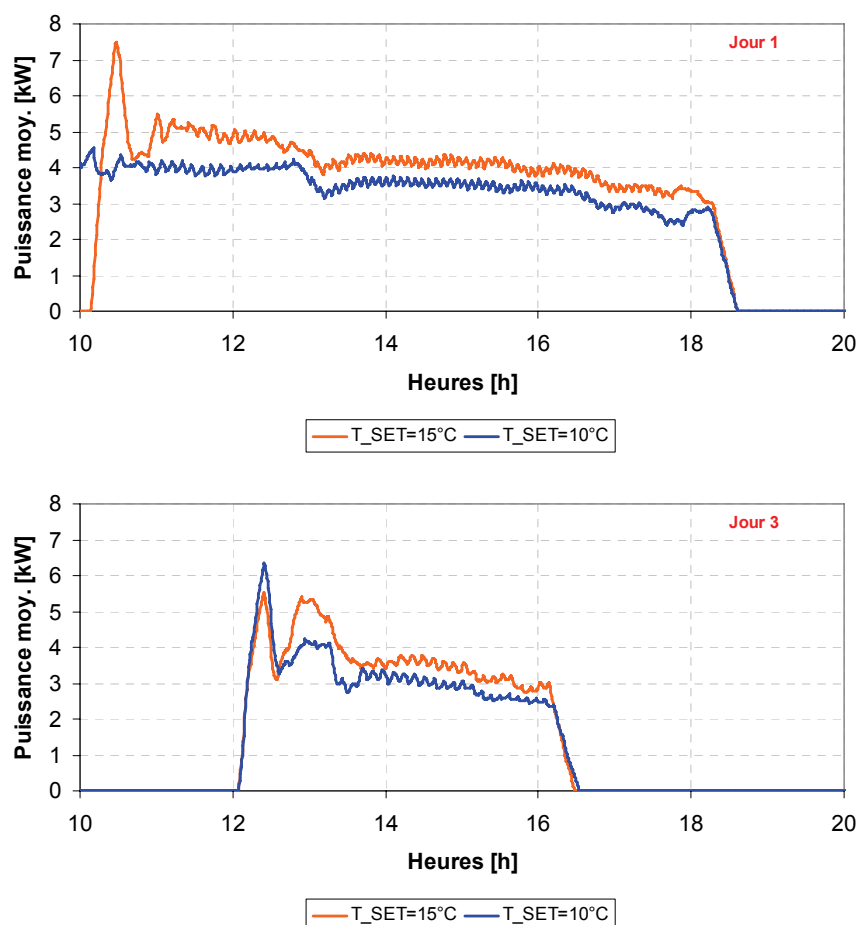 8
7
6
5
4
3
2
1
0
Puissance moy. [kW]
Jour 1
10 12 14 16 18 20
Heures [h]
T_SET=15°C T_SET=10°C
8
7
6
5
4
3
2
1
0
Puissance moy. [kW]
Jour 3
10 12 14 16 18 20
Heures [h]
T_SET=15°C T_SET=10°C